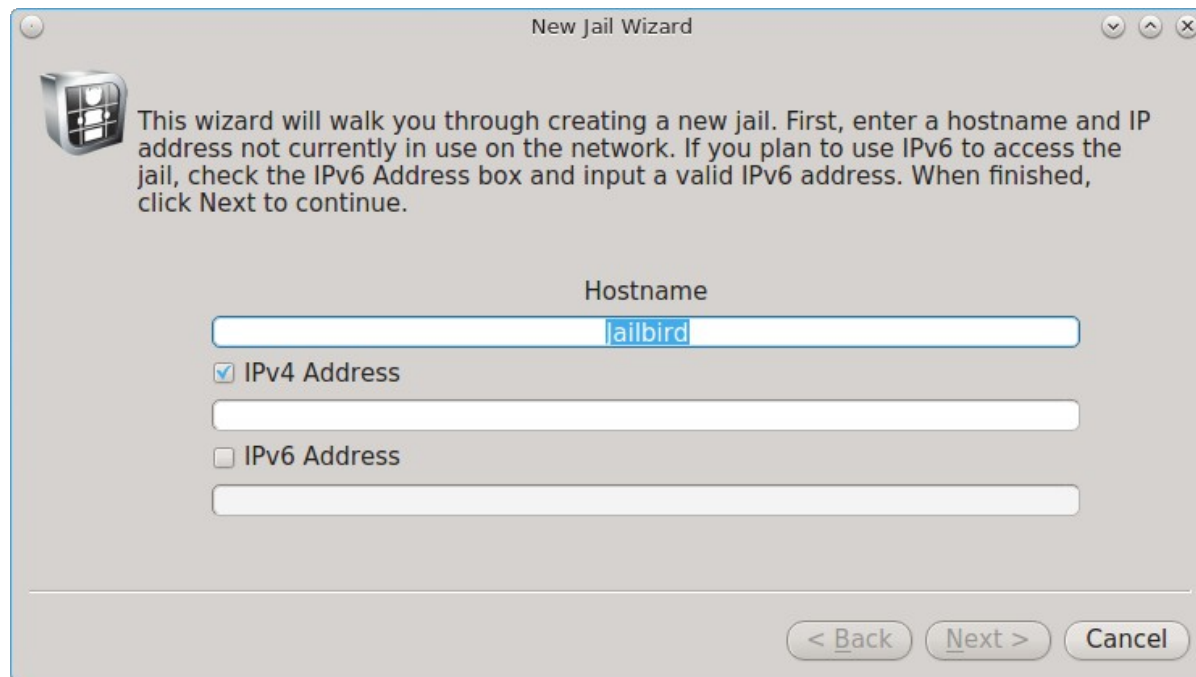 New Jail Wizard
This wizard will walk you through creating a new jail. First, enter a hostname and IP
address not currently in use on the network. If you plan to use IPv6 to access the
jail, check the IPv6 Address box and input a valid IPv6 address. When finished,
click Next to continue.
Hostname
Jailbird
IPv4 Address
IPv6 Address
< Back Next > Cancel